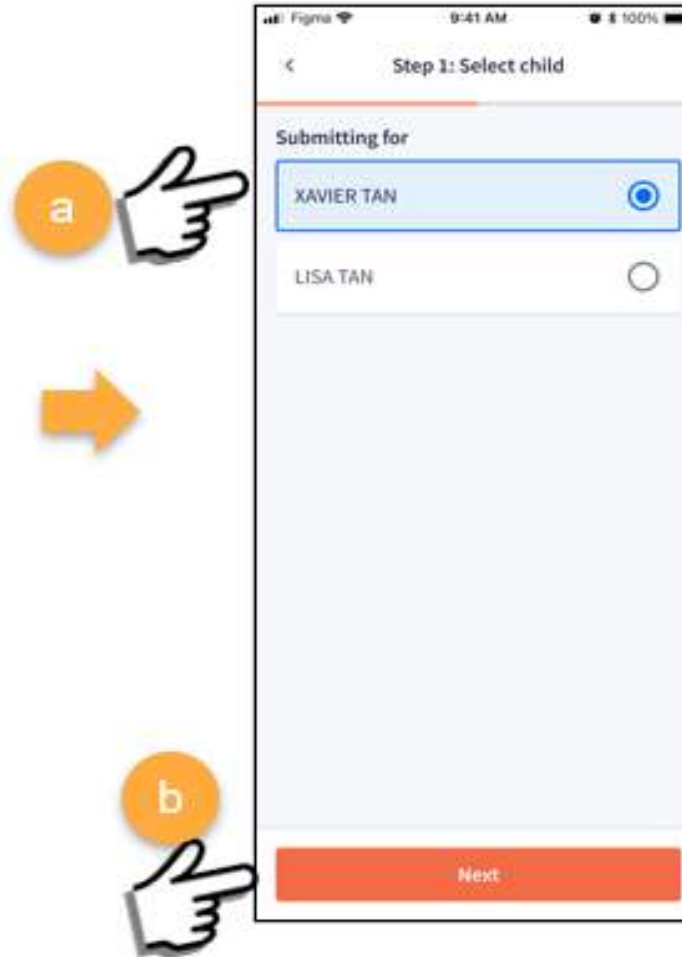 Figma 9:41 AM 100%
Step 1: Select child
Submitting for
a
XAVIER TAN
LISA TAN
b
Next